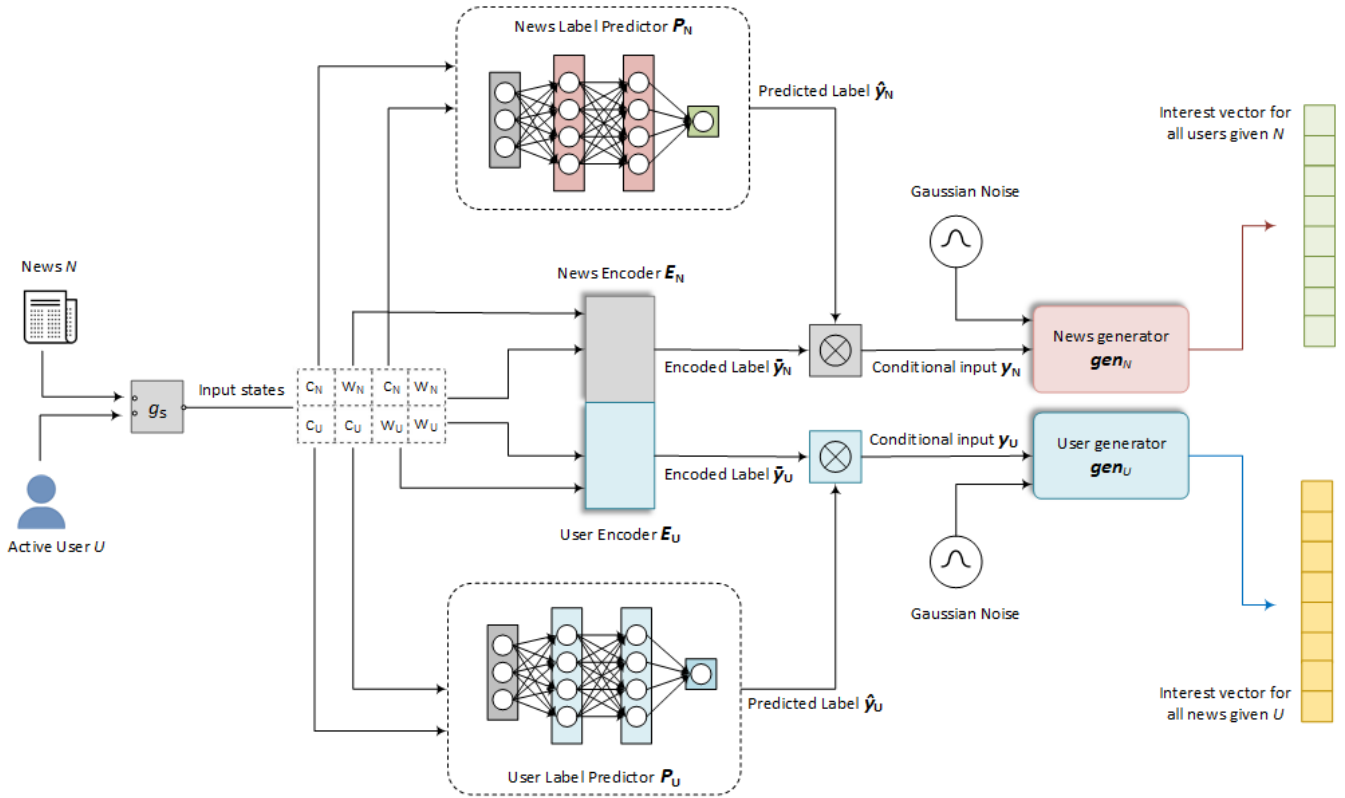 News Label Predictor P_N
Predicted Label ŷ_N
Interest vector for
all users given N
Gaussian Noise
News N
News Encoder E_N
News generator
gen_N
Encoded Label ȳ_N
Conditional input y_N
Input states
g_s
C_N W_N C_N W_N
C_U C_U W_U W_U
Conditional input y_U
User generator
gen_U
Encoded Label ȳ_U
User Encoder E_U
Active User U
Gaussian Noise
Predicted Label ŷ_U
Interest vector for
all news given U
User Label Predictor P_U